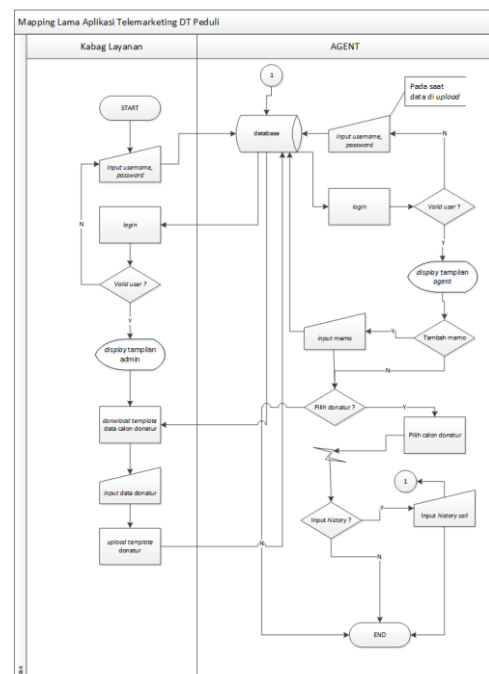 Mapping Lama Aplikasi Telemarketing DT Peduli
Kabag Layanan
AGENT
1
Pada saat
data di upload
START
database
Input username,
password
N
Input username,
password
login
N
login
Valid user ?
Valid user ?
Y
Y
display tampilan
agent
display tampilan
admin
input memo
Y
Tambah memo
N
donwload template
data calon donatur
Pilih donatur ?
Y
Pilih calon donatur
input data donatur
1
Input history ?
Y
Input history call
upload template
donatur
N
N
END